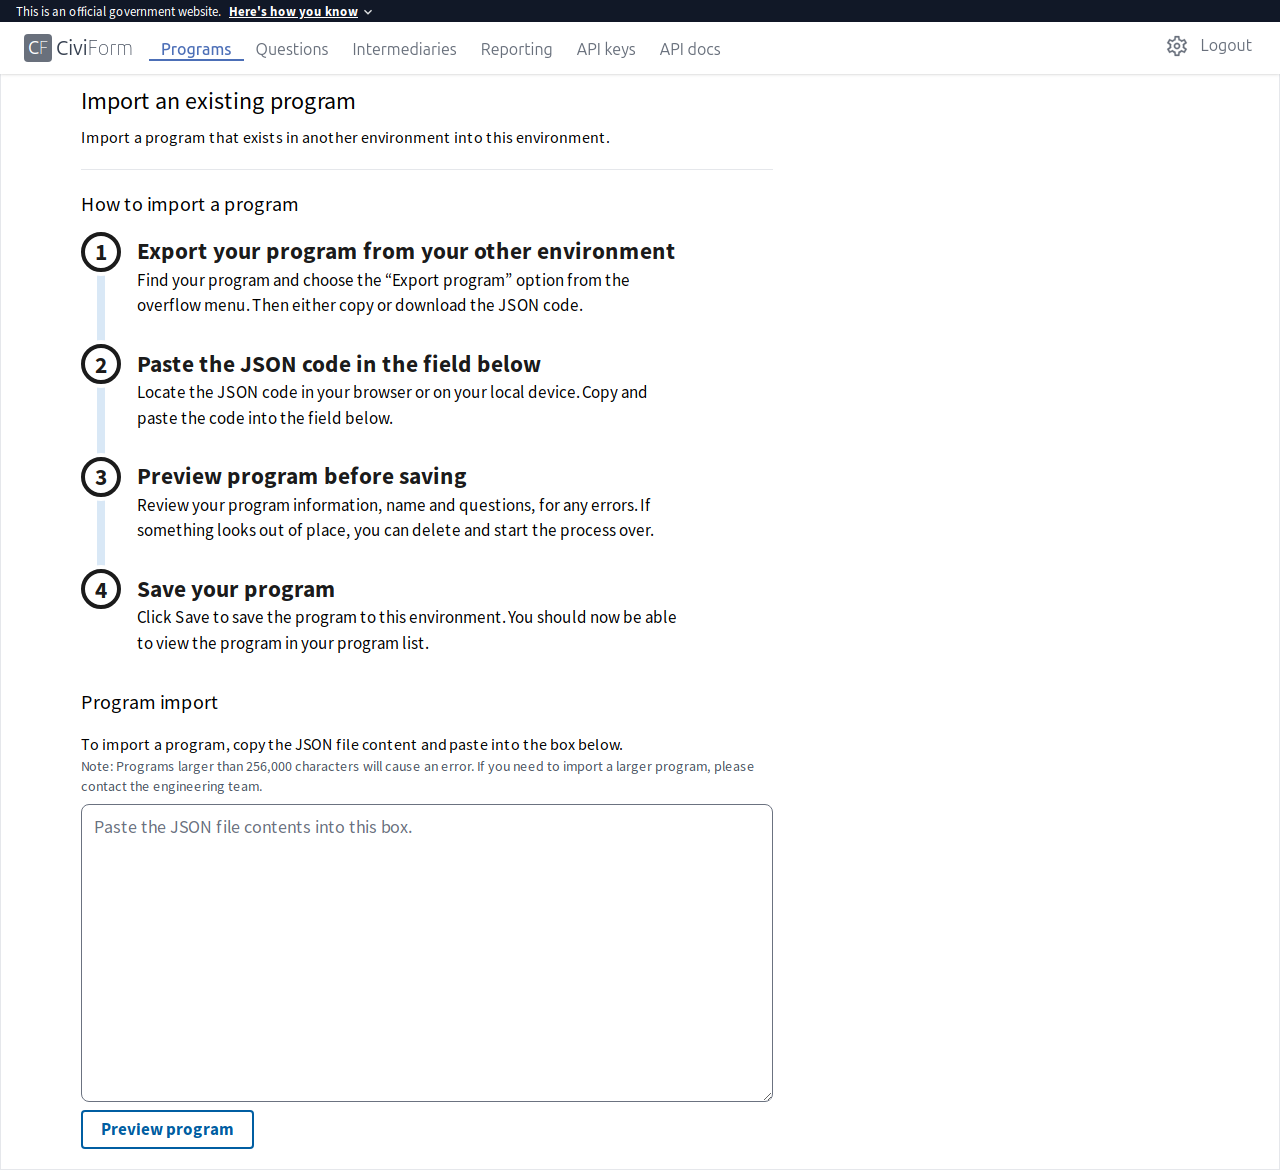 This is an official government website. Here's how you know
CF CiviForm Programs Questions Intermediaries Reporting API keys API docs Logout
Import an existing program
Import a program that exists in another environment into this environment.
How to import a program
1 Export your program from your other environment
Find your program and choose the “Export program” option from the
overflow menu. Then either copy or download the JSON code.
2 Paste the JSON code in the field below
Locate the JSON code in your browser or on your local device. Copy and
paste the code into the field below.
3 Preview program before saving
Review your program information, name and questions, for any errors. If
something looks out of place, you can delete and start the process over.
4 Save your program
Click Save to save the program to this environment. You should now be able
to view the program in your program list.
Program import
To import a program, copy the JSON file content and paste into the box below.
Note: Programs larger than 256,000 characters will cause an error. If you need to import a larger program, please
contact the engineering team.
Paste the JSON file contents into this box.
Preview program